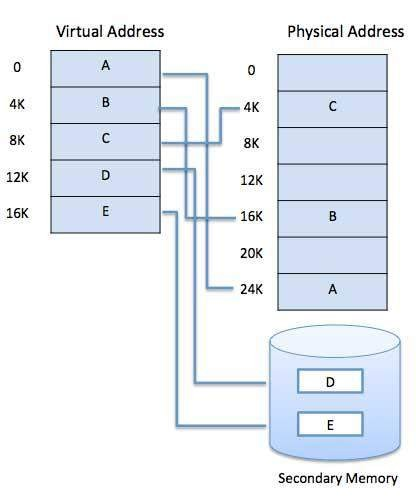 Virtual Address
0 A
4K B
8K C
12K D
16K E
Physical Address
0
4K C
8K
12K
16K B
20K
24K A
D
E
Secondary Memory